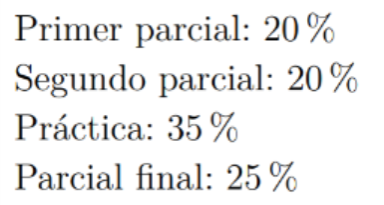 Primer parcial: 20 %
Segundo parcial: 20 %
Práctica: 35 %
Parcial final: 25 %